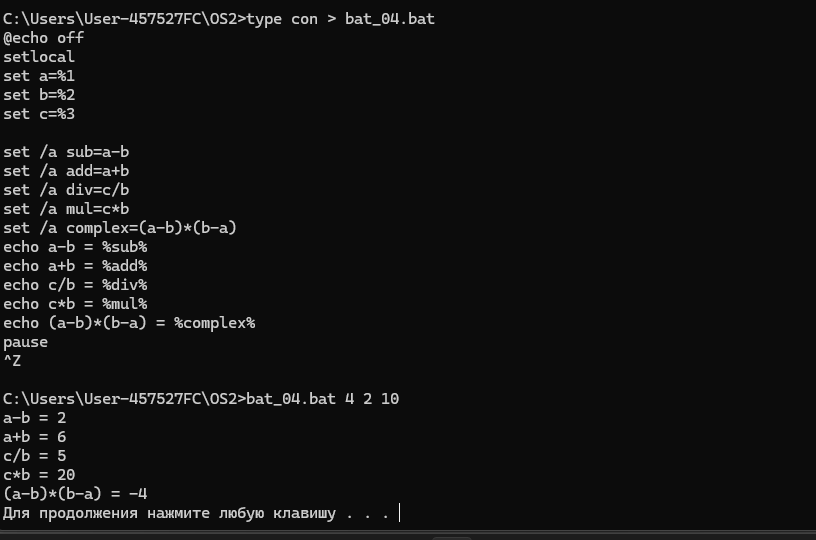 C:\Users\User-457527FC\OS2>type con > bat_04.bat
@echo off
setlocal
set a=%1
set b=%2
set c=%3
set /a sub=a-b
set /a add=a+b
set /a div=c/b
set /a mul=c*b
set /a complex=(a-b)*(b-a)
echo a-b = %sub%
echo a+b = %add%
echo c/b = %div%
echo c*b = %mul%
echo (a-b)*(b-a) = %complex%
pause
^Z
C:\Users\User-457527FC\OS2>bat_04.bat 4 2 10
a-b = 2
a+b = 6
c/b = 5
c*b = 20
(a-b)*(b-a) = -4
Для продолжения нажмите любую клавишу . . .